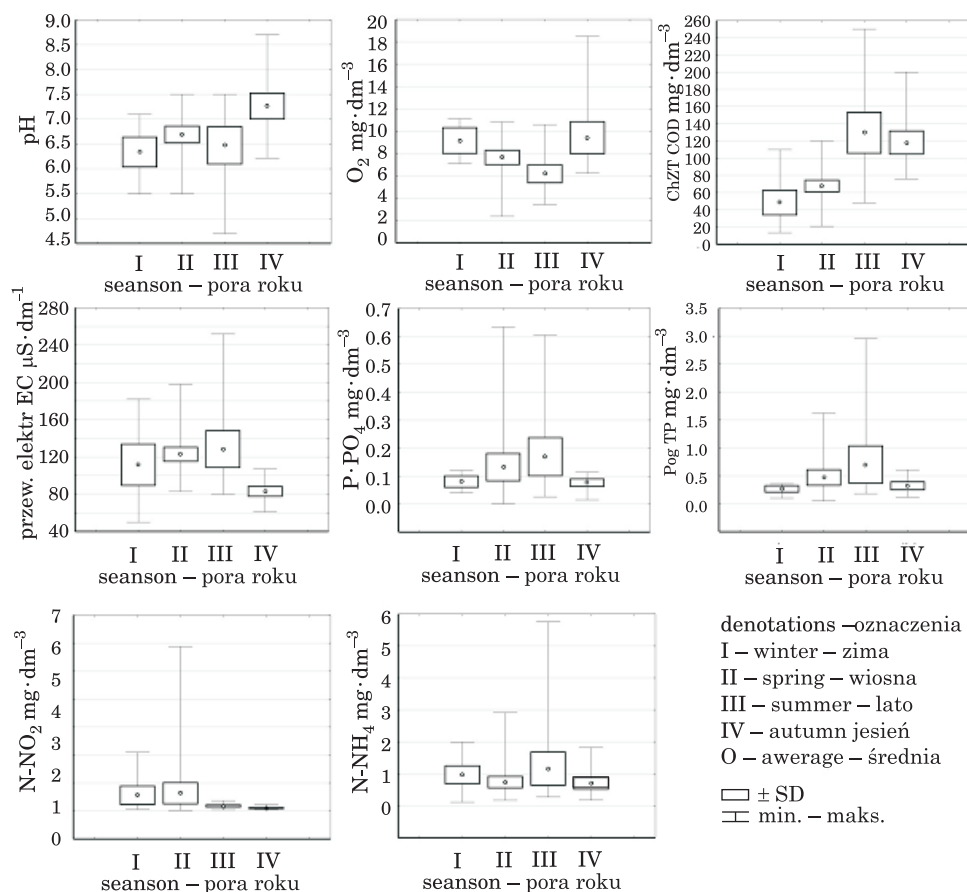 9.0
8.5
8.0
7.5
7.0
6.5
6.0
5.5
5.0
4.5
pH
I II III IV
seanson – pora roku
20
18
16
14
12
10
8
6
4
2
0
O₂ mg·dm⁻³
I II III IV
seanson – pora roku
260
240
220
200
180
160
140
120
100
80
60
40
20
0
ChZT COD mg·dm⁻³
I II III IV
seanson – pora roku
280
240
200
160
120
80
40
przew. elektr EC µS·dm⁻¹
I II III IV
seanson – pora roku
0.7
0.6
0.5
0.4
0.3
0.2
0.1
0.0
P·PO₄ mg·dm⁻³
I II III IV
seanson – pora roku
3.5
3.0
2.5
2.0
1.5
1.0
0.5
0.0
Pog TP mg·dm⁻³
I II III IV
seanson – pora roku
7
6
5
4
3
2
1
0
N-NO₂ mg·dm⁻³
I II III IV
seanson – pora roku
6
5
4
3
2
1
0
N-NH₄ mg·dm⁻³
I II III IV
seanson – pora roku
denotations –oznaczenia
I – winter – zima
II – spring – wiosna
III – summer – lato
IV – autumn jesień
O – awerage – średnia
± SD
min. – maks.